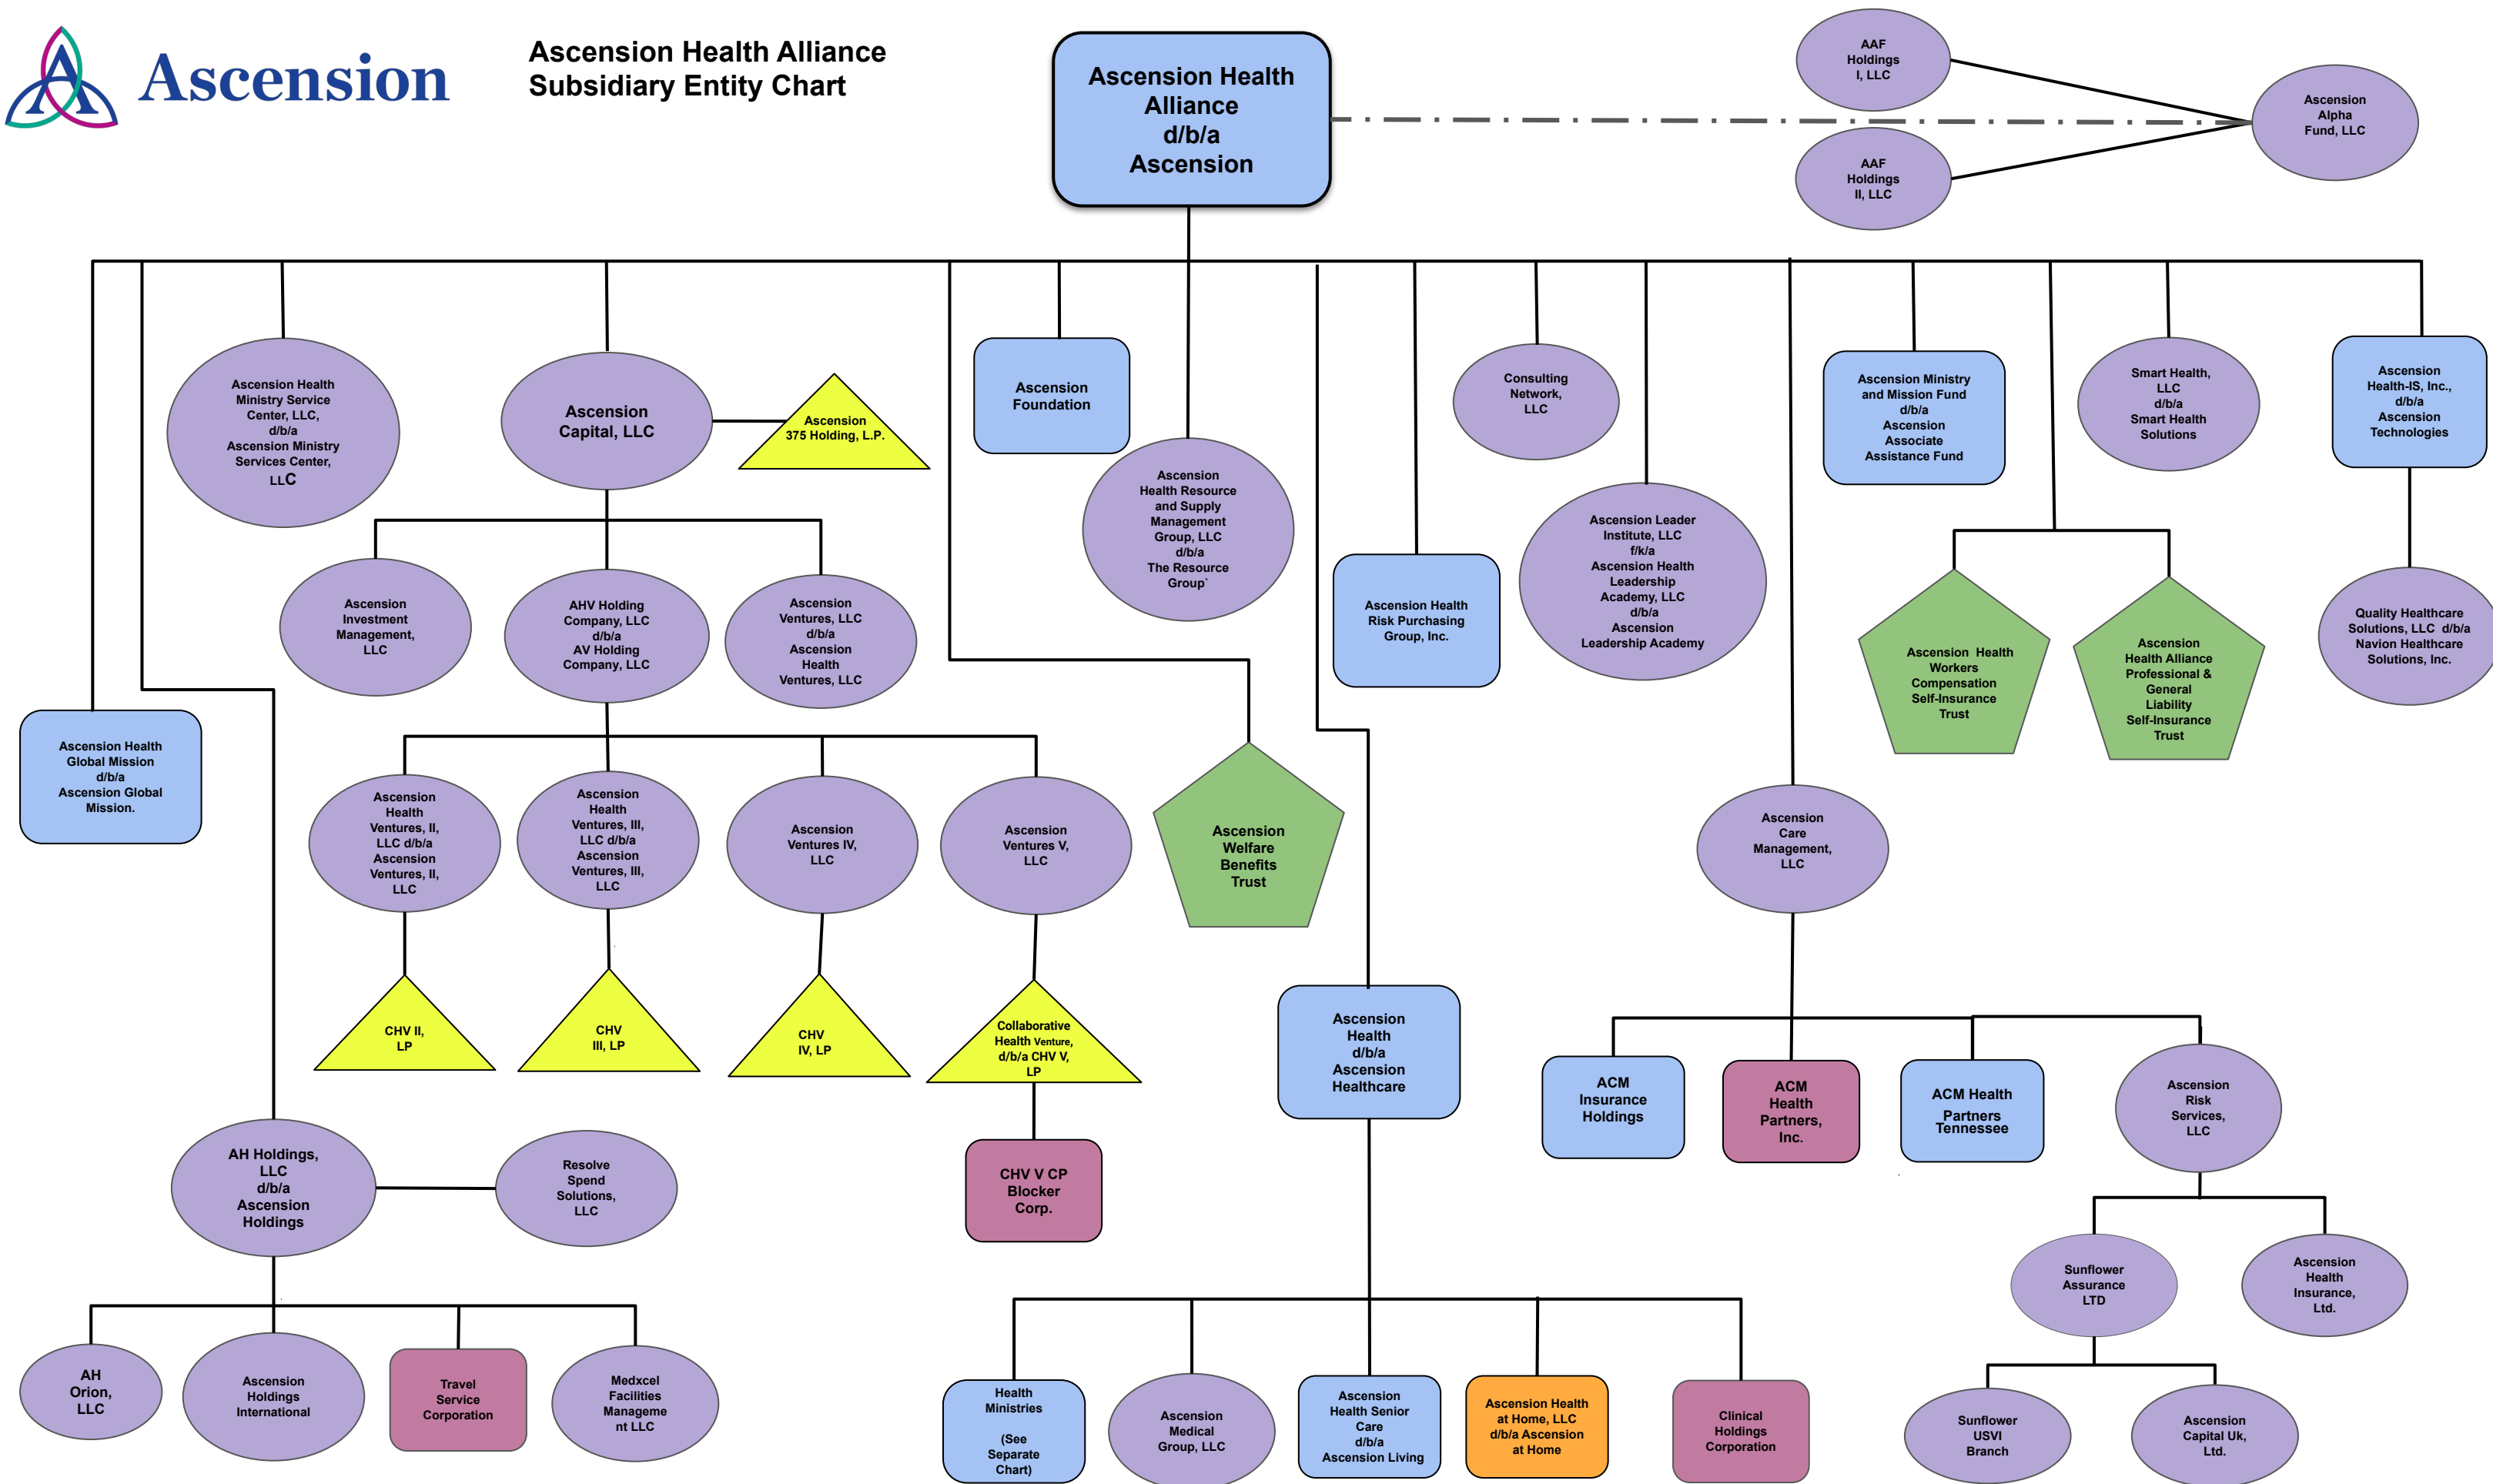 Ascension
Ascension Health Alliance
Subsidiary Entity Chart
Ascension Health
Alliance
d/b/a
Ascension
AAF
Holdings
I, LLC
AAF
Holdings
II, LLC
Ascension
Alpha
Fund, LLC
Ascension Health
Ministry Service
Center, LLC,
d/b/a
Ascension Ministry
Services Center,
LLC
Ascension
Capital, LLC
Ascension
375 Holding, L.P.
Ascension
Foundation
Ascension
Health Resource
and Supply
Management
Group, LLC
d/b/a
The Resource
Group`
Consulting
Network,
LLC
Ascension Ministry
and Mission Fund
d/b/a
Ascension
Associate
Assistance Fund
Smart Health,
LLC
d/b/a
Smart Health
Solutions
Ascension
Health-IS, Inc.,
d/b/a
Ascension
Technologies
Ascension
Investment
Management,
LLC
AHV Holding
Company, LLC
d/b/a
AV Holding
Company, LLC
Ascension
Ventures, LLC
d/b/a
Ascension
Health
Ventures, LLC
Ascension Health
Risk Purchasing
Group, Inc.
Ascension Leader
Institute, LLC
f/k/a
Ascension Health
Leadership
Academy, LLC
d/b/a
Ascension
Leadership Academy
Ascension Health
Workers
Compensation
Self-Insurance
Trust
Ascension
Health Alliance
Professional &
General
Liability
Self-Insurance
Trust
Quality Healthcare
Solutions, LLC d/b/a
Navion Healthcare
Solutions, Inc.
Ascension Health
Global Mission
d/b/a
Ascension Global
Mission.
Ascension
Health
Ventures, II,
LLC d/b/a
Ascension
Ventures, II,
LLC
Ascension
Health
Ventures, III,
LLC d/b/a
Ascension
Ventures, III,
LLC
Ascension
Ventures IV,
LLC
Ascension
Ventures V,
LLC
Ascension
Welfare
Benefits
Trust
Ascension
Care
Management,
LLC
CHV II,
LP
CHV
III, LP
CHV
IV, LP
Collaborative
Health Venture,
d/b/a CHV V,
LP
Ascension
Health
d/b/a
Ascension
Healthcare
ACM
Insurance
Holdings
ACM
Health
Partners,
Inc.
ACM Health
Partners
Tennessee
Ascension
Risk
Services,
LLC
AH Holdings,
LLC
d/b/a
Ascension
Holdings
Resolve
Spend
Solutions,
LLC
CHV V CP
Blocker
Corp.
Sunflower
Assurance
LTD
Ascension
Health
Insurance,
Ltd.
AH
Orion,
LLC
Ascension
Holdings
International
Travel
Service
Corporation
Medxcel
Facilities
Manageme
nt LLC
Health
Ministries
(See
Separate
Chart)
Ascension
Medical
Group, LLC
Ascension
Health Senior
Care
d/b/a
Ascension Living
Ascension Health
at Home, LLC
d/b/a Ascension
at Home
Clinical
Holdings
Corporation
Sunflower
USVI
Branch
Ascension
Capital Uk,
Ltd.